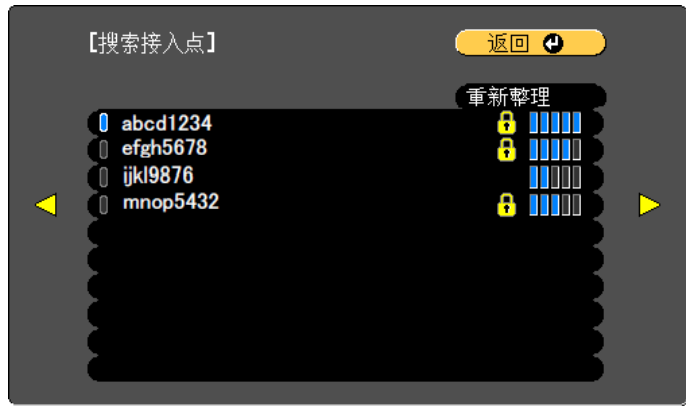 【搜索接入点】
返回
重新整理
abcd1234
efgh5678
ijkl9876
mnop5432